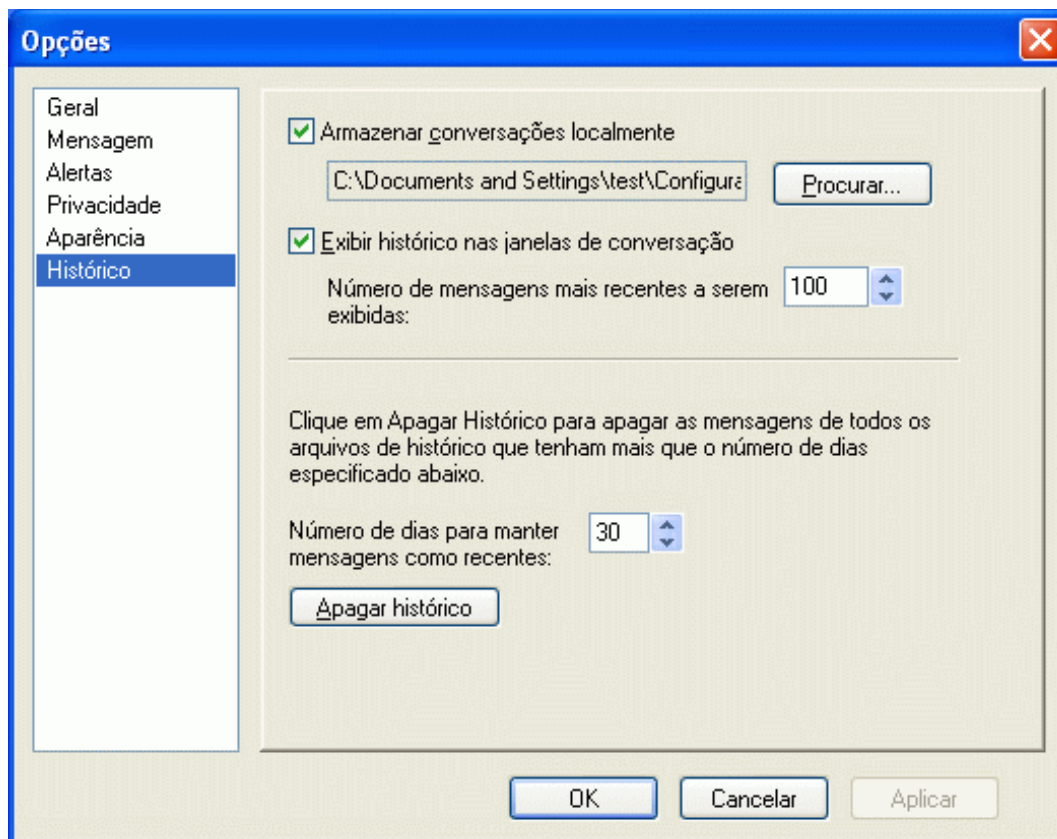 Opções
Geral
Mensagem
Alertas
Privacidade
Aparência
Histórico
Armazenar conversações localmente
C:\Documents and Settings\test\Configura
Procurar...
Exibir histórico nas janelas de conversação
Número de mensagens mais recentes a serem
exibidas:
100
Clique em Apagar Histórico para apagar as mensagens de todos os
arquivos de histórico que tenham mais que o número de dias
especificado abaixo.
Número de dias para manter
mensagens como recentes:
30
Apagar histórico
OK
Cancelar
Aplicar